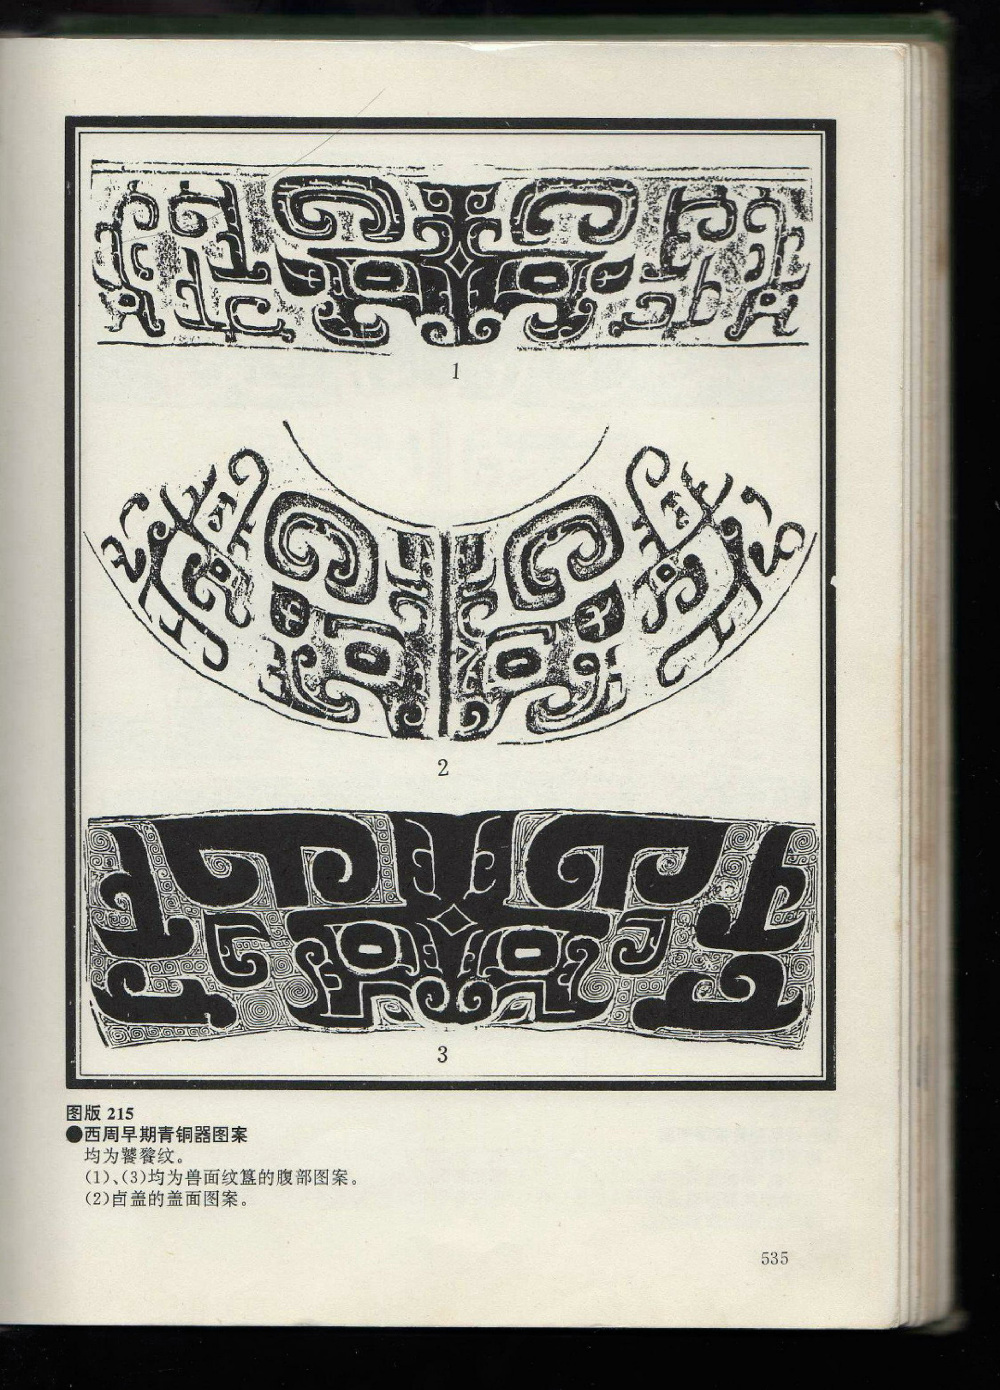 1
2
3
图版 215
●西周早期青铜器图案
均为饕餮纹。
(1)、(3)均为兽面纹簋的腹部图案。
(2)卣盖的盖面图案。
535